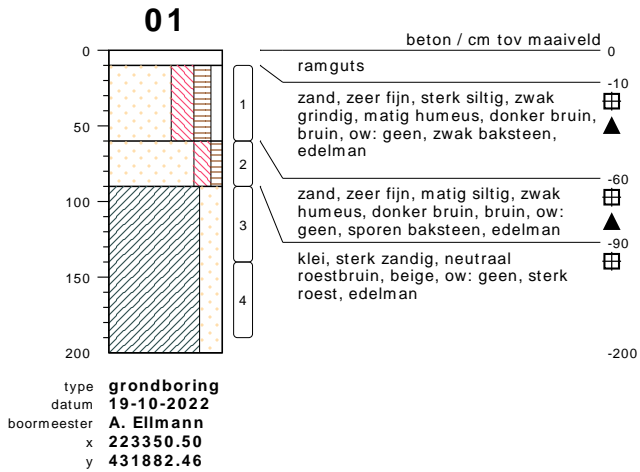 01
beton / cm tov maaiveld
0
0
ramguts
-10
zand, zeer fijn, sterk siltig, zwak
grindig, matig humeus, donker bruin,
bruin, ow: geen, zwak baksteen,
edelman
1
50
-60
zand, zeer fijn, matig siltig, zwak
humeus, donker bruin, bruin, ow:
geen, sporen baksteen, edelman
2
-90
100
klei, sterk zandig, neutraal
roestbruin, beige, ow: geen, sterk
roest, edelman
3
150
4
200
-200
type grondboring
datum 19-10-2022
boormeester A. Ellmann
x 223350.50
y 431882.46